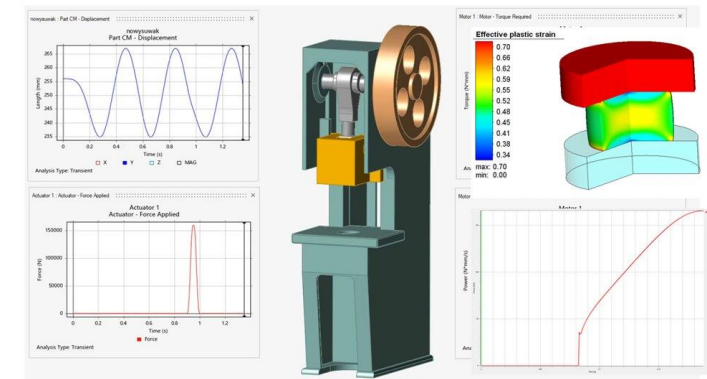 nowysuwak : Part CM - Displacement
nowysuwak
Part CM - Displacement
Length (mm)
265
260
255
250
245
240
235
0
0.2
0.4
0.6
0.8
1
1.2
Time (s)
X
Y
Z
MAG
Analysis Type: Transient
Actuator 1 : Actuator - Force Applied
Actuator 1
Actuator - Force Applied
Force (N)
150000
100000
50000
0
0
0.2
0.4
0.6
0.8
1
1.2
Time (s)
Force
Analysis Type: Transient
Motor 1 : Motor - Torque Required
Torque (N*mm)
Effective plastic strain
0.70
0.66
0.62
0.59
0.55
0.52
0.48
0.45
0.41
0.38
0.34
max: 0.70
min: 0.00
Motor
Motor 1
Power (N*mm/s)